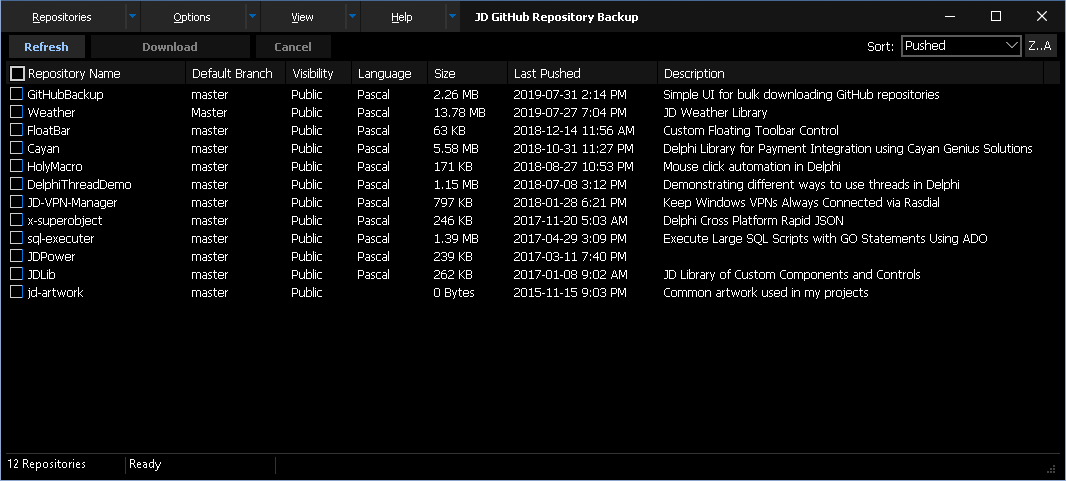 Repositories Options View Help JD GitHub Repository Backup
Refresh Download Cancel Sort: Pushed Z..A
Repository Name Default Branch Visibility Language Size Last Pushed Description
GitHubBackup master Public Pascal 2.26 MB 2019-07-31 2:14 PM Simple UI for bulk downloading GitHub repositories
Weather Master Public Pascal 13.78 MB 2019-07-27 7:04 PM JD Weather Library
FloatBar master Public Pascal 63 KB 2018-12-14 11:56 AM Custom Floating Toolbar Control
Cayan master Public Pascal 5.58 MB 2018-10-31 11:27 PM Delphi Library for Payment Integration using Cayan Genius Solutions
HolyMacro master Public Pascal 171 KB 2018-08-27 10:53 PM Mouse click automation in Delphi
DelphiThreadDemo master Public Pascal 1.15 MB 2018-07-08 3:12 PM Demonstrating different ways to use threads in Delphi
JD-VPN-Manager master Public Pascal 797 KB 2018-01-28 6:21 PM Keep Windows VPNs Always Connected via Rasdial
x-superobject master Public Pascal 246 KB 2017-11-20 5:03 AM Delphi Cross Platform Rapid JSON
sql-executer master Public Pascal 1.39 MB 2017-04-29 3:09 PM Execute Large SQL Scripts with GO Statements Using ADO
JDPower master Public Pascal 239 KB 2017-03-11 7:40 PM
JDLib master Public Pascal 262 KB 2017-01-08 9:02 AM JD Library of Custom Components and Controls
jd-artwork master Public 0 Bytes 2015-11-15 9:03 PM Common artwork used in my projects
12 Repositories Ready